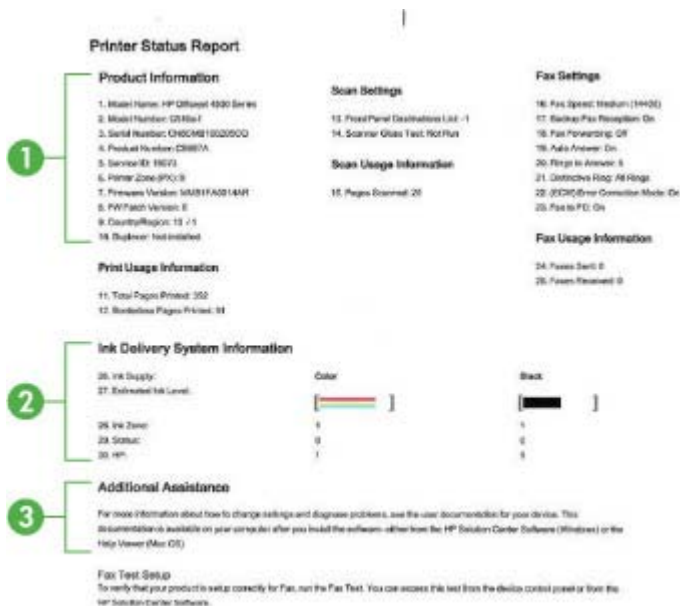 Printer Status Report
1
Product Information
1. Model Name: HP Officejet 4500 Series
2. Model Number:
3. Serial Number:
4. Product Number:
5. Service ID:
6. Printer Zone (PX): 0
7. Firmware Version:
8. FW Patch Version: 0
9. Country/Region: 13 / 1
10. Duplexer: Not Installed
Print Usage Information
11. Total Pages Printed: 352
12. Borderless Pages Printed:
Scan Settings
13. Front Panel Destinations List: -1
14. Scanner Glass Test: Not Run
Scan Usage Information
15. Pages Scanned:
Fax Settings
16. Fax Speed: Medium (14400)
17. Backup Fax Reception: On
18. Fax Forwarding: Off
19. Auto Answer: On
20. Rings to Answer: 5
21. Distinctive Ring: All Rings
22. (ECM) Error Correction Mode: On
23. Fax to PC: On
Fax Usage Information
24. Faxes Sent: 0
25. Faxes Received: 0
2
Ink Delivery System Information
26. Ink Supply: Color Black
27. Estimated Ink Level:
28. Ink Zone: 1
29. Status: 0 0
30. HP:
3
Additional Assistance
For more information about how to change settings and diagnose problems, see the user documentation for your device. This
documentation is available on your computer after you install the software- either from the HP Solution Center Software (Windows) or the
Help Viewer (Mac OS)
Fax Test Setup
To verify that your product is setup correctly for Fax, run the Fax Test. You can access this test from the device control panel or from the
HP Solution Center Software.